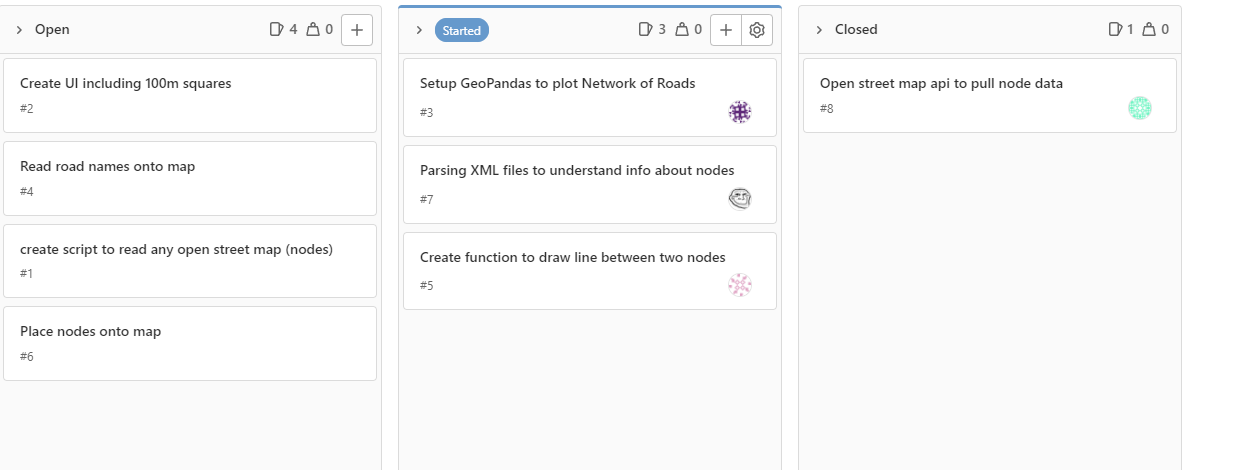 Open
4
0
Create UI including 100m squares
#2
Read road names onto map
#4
create script to read any open street map (nodes)
#1
Place nodes onto map
#6
Started
3
0
Setup GeoPandas to plot Network of Roads
#3
Parsing XML files to understand info about nodes
#7
Create function to draw line between two nodes
#5
Closed
1
0
Open street map api to pull node data
#8